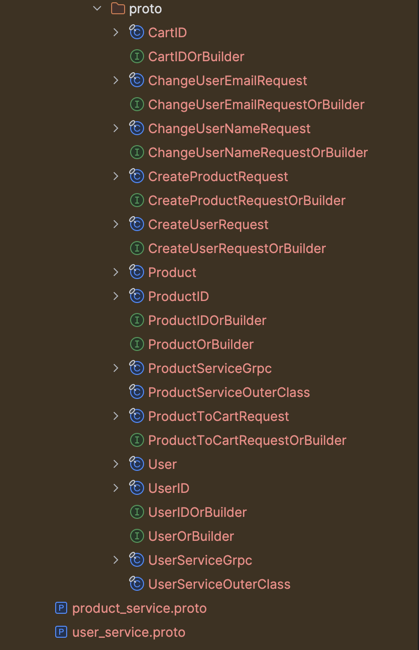 proto
CartID
CartIDOrBuilder
ChangeUserEmailRequest
ChangeUserEmailRequestOrBuilder
ChangeUserNameRequest
ChangeUserNameRequestOrBuilder
CreateProductRequest
CreateProductRequestOrBuilder
CreateUserRequest
CreateUserRequestOrBuilder
Product
ProductID
ProductIDOrBuilder
ProductOrBuilder
ProductServiceGrpc
ProductServiceOuterClass
ProductToCartRequest
ProductToCartRequestOrBuilder
User
UserID
UserIDOrBuilder
UserOrBuilder
UserServiceGrpc
UserServiceOuterClass
product_service.proto
user_service.proto